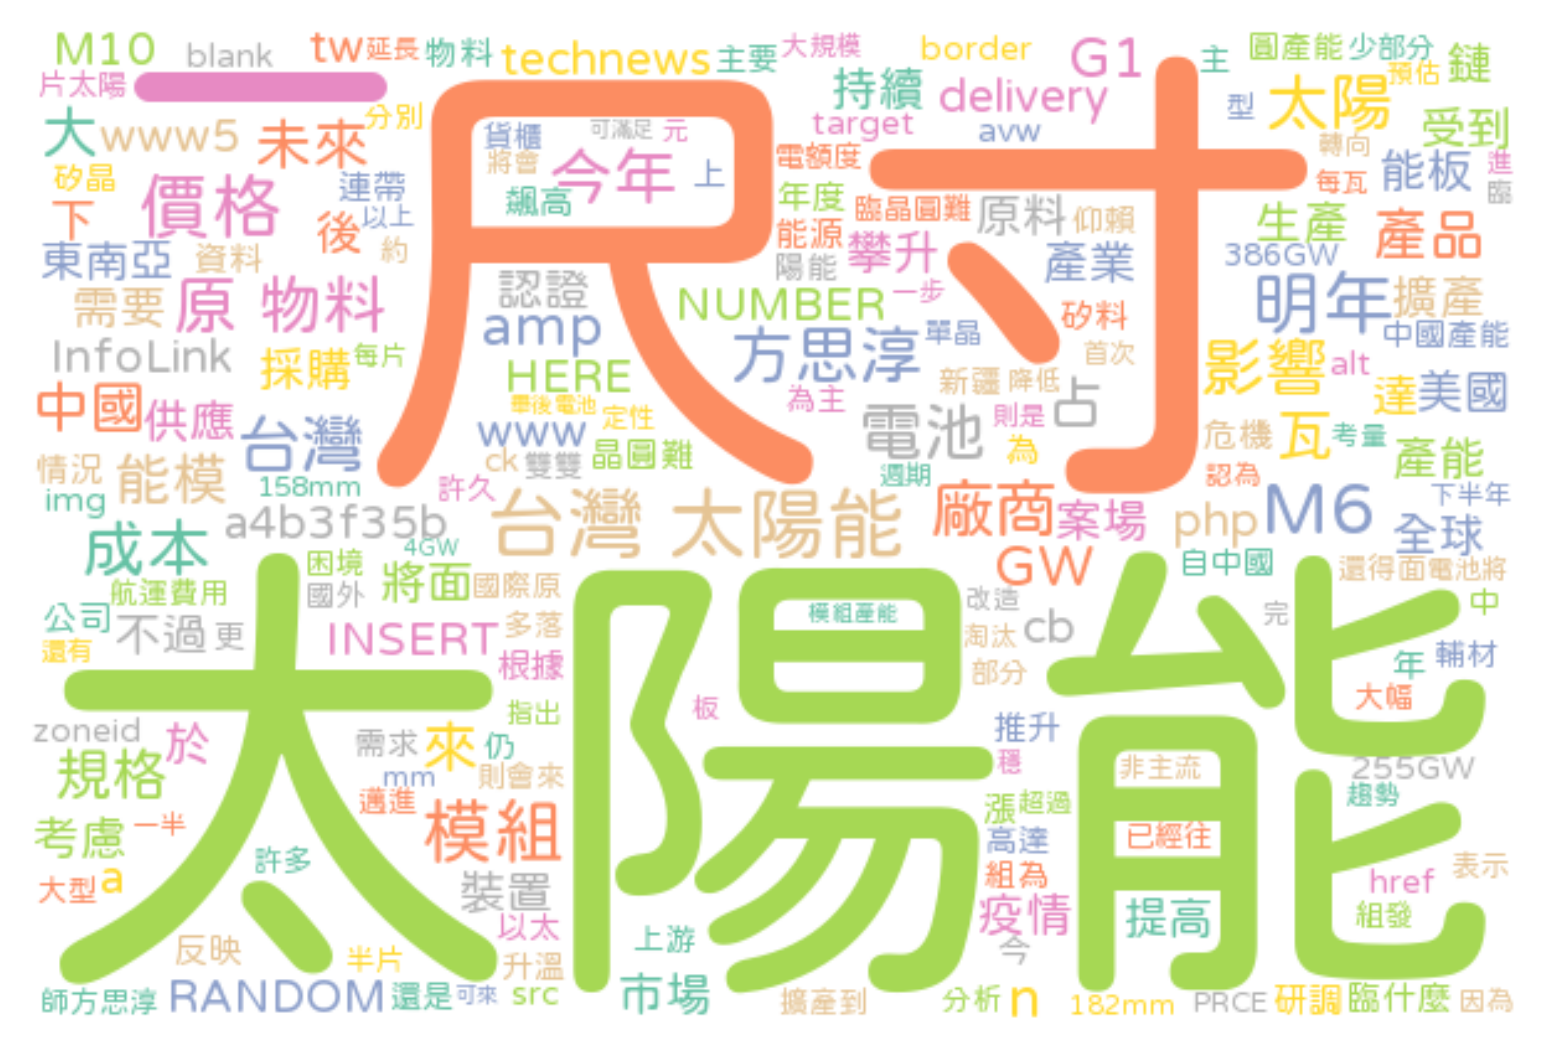 M10 blank tw 延長 物料 technews 主要 大規模 border G1 主 圓產能 少部分 鏈
片太陽 一 持續 delivery 型 太陽 預估
大 www5 未來 分別 貨櫃 可滿足 元 target avw 受到
矽晶 價格 連帶 將會 今年 上 電額度 尺寸 轉向 能板 進
下 後 以上 飆高 年度 臨晶圓難 原料 仰賴 生產 每瓦 產品 臨
東南亞 資料 約 能源 攀升 產業 386GW
需要 原 物料 認證 陽能 NUMBER 一步 矽料 明年 擴產
InfoLink 採購 每片 amp 方思淳 單晶 首次 中國產能
中國 供應 HERE 為主 新疆 降低 影響 alt 達 美國
台灣 畢後電池 定性 電池 則是 占 危機 瓦 考量
情況 能模 www ck 雙雙 晶圓難 為 週期 認為 產能
img 158mm 許久 台灣 太陽能 廠商 案場 php M6 下半年
成本 a4b3f35b 4GW GW 全球
航運費用 困境 國外 將面 國際原 自中國 還得面電池將
公司 不過 更 INSERT 多落 模組產能 改造 cb 完 中
還有 根據 太陽能 淘汰 部分 年 輔材
zoneid 於 需求 來 仍 指出 板 推升 大幅
規格 mm 則會來 穩 非主流 255GW
考慮 一半 邁進 模組 漲 超過 高達 已經往 趨勢
大型 a 許多 裝置 組為 href 表示
反映 半片 以太 上游 疫情 提高 組發
師方思淳 RANDOM 還是 可來 升溫 src 市場 擴產到 今 分析 n 182mm PRCE 研調 臨什麼 因為